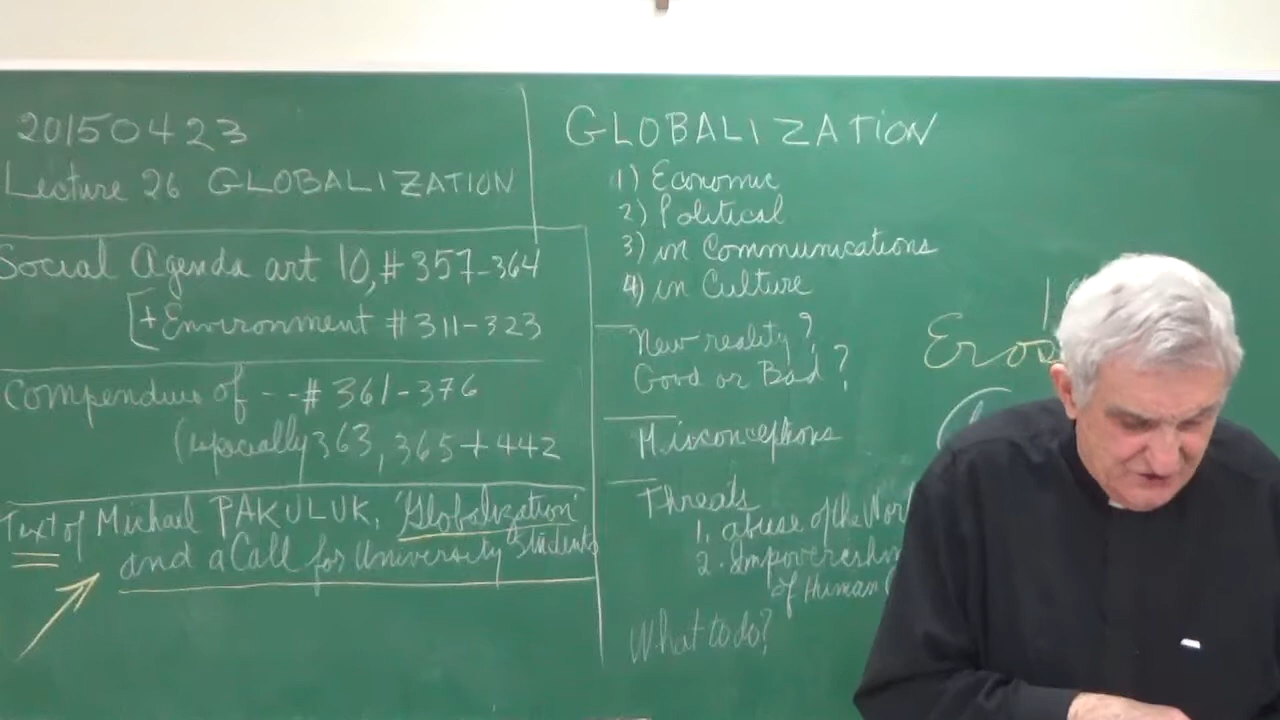 20150423
Lecture 26 GLOBALIZATION
Social Agenda art 10, # 357-364
[+ Environment # 311-323
Compendium of --# 361-376
(especially 363, 365 + 442
Text of Michael PAKULUK, 'Globalization'
and a Call for University Students
GLOBALIZATION
1) Economic
2) Political
3) in Communications
4) in Culture
New reality?
Good or Bad?
Misconceptions
Threats
1. abuse of the
2.
of Human
What to do?
Eros